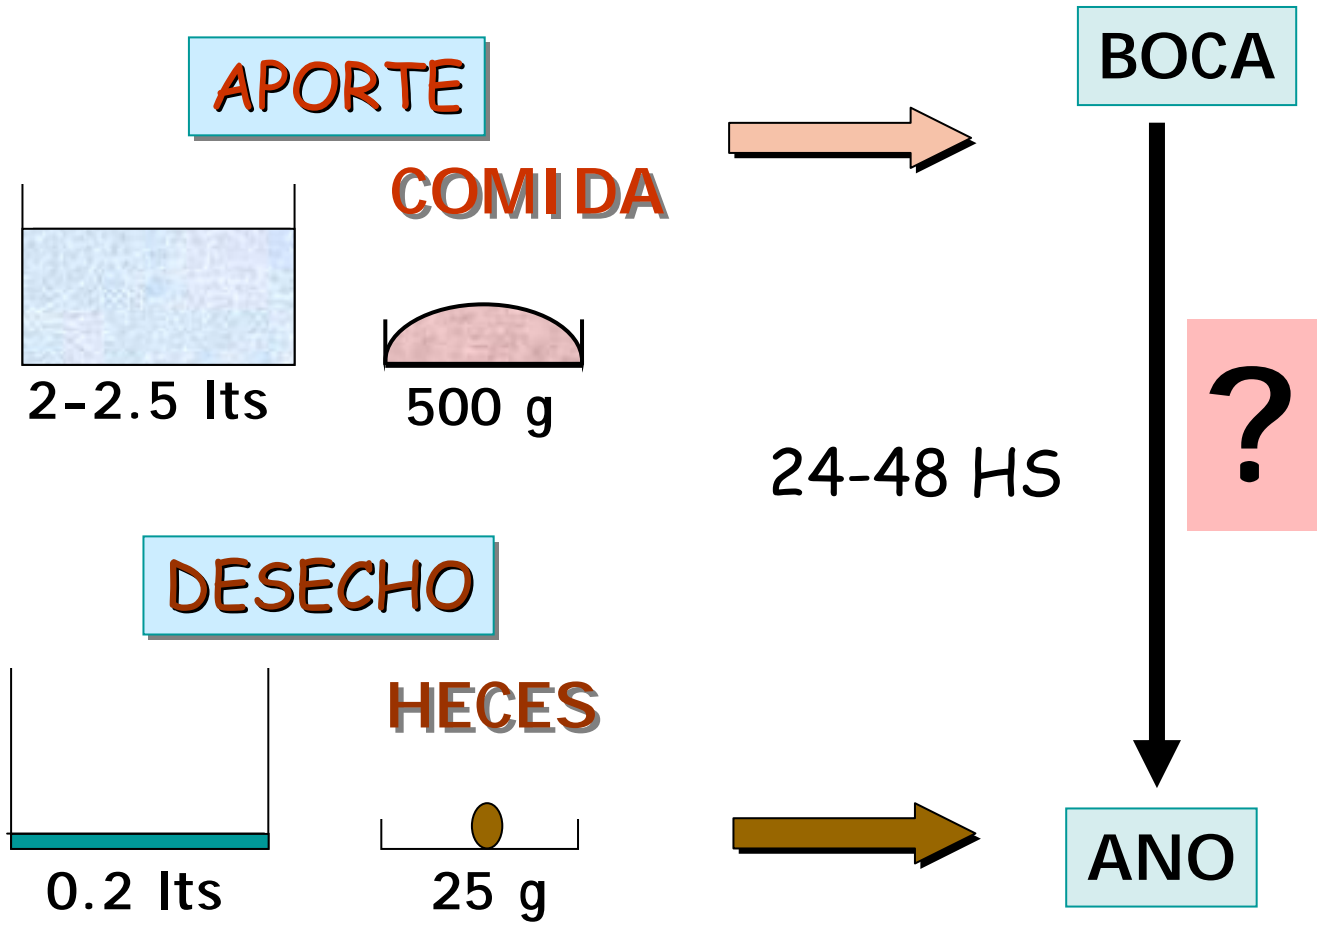 APORTE
COMIDA
2-2.5 lts
500 g
BOCA
24-48 HS
?
DESECHO
HECES
0.2 lts
25 g
ANO